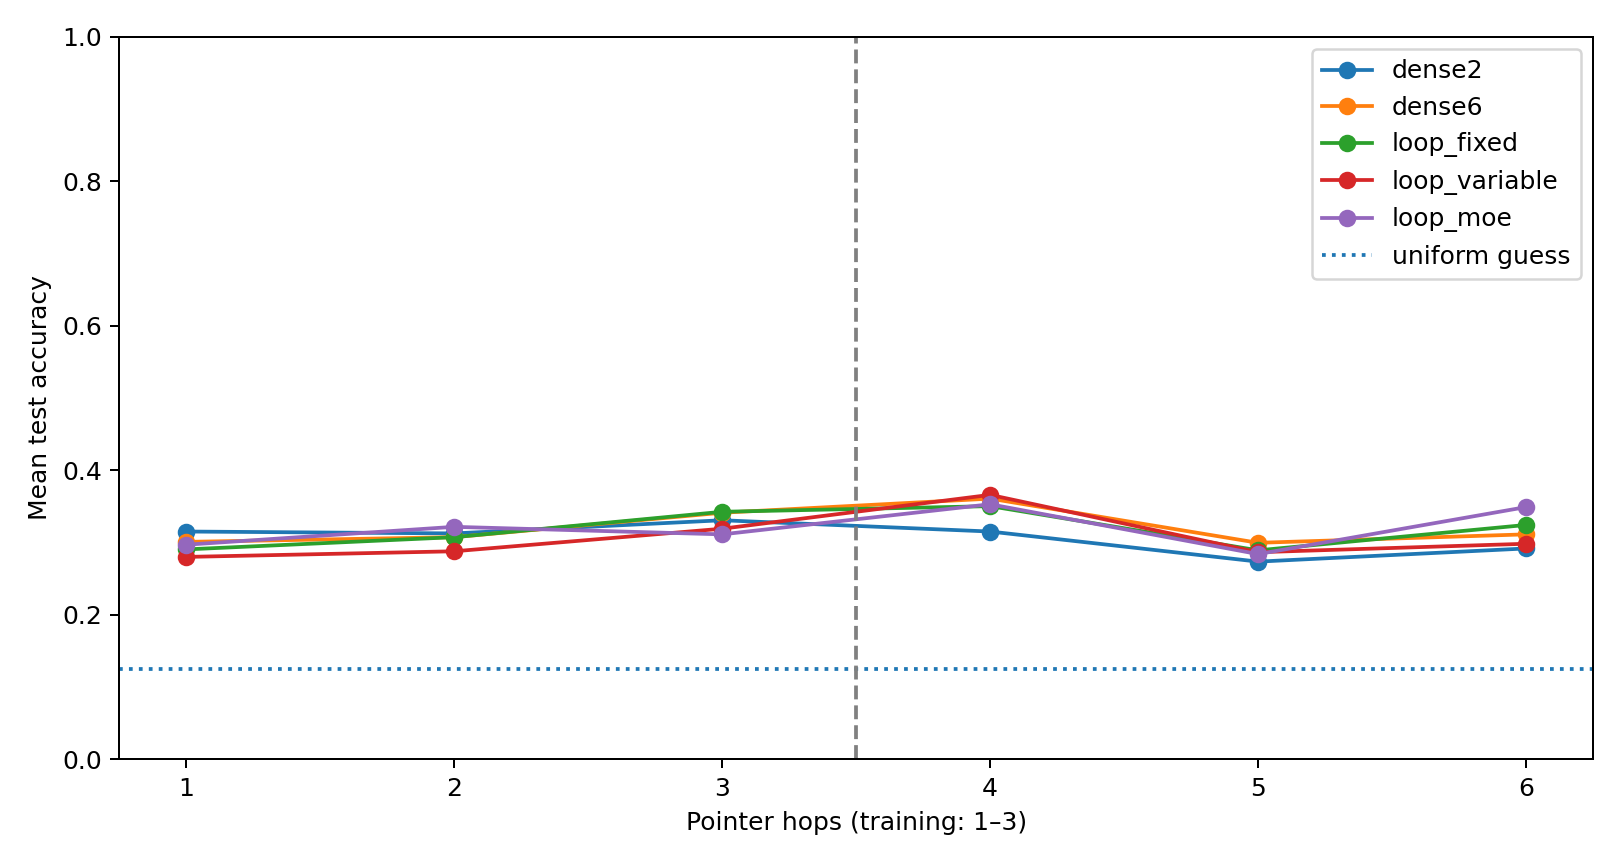 1.0
0.8
0.6
0.4
0.2
0.0
Mean test accuracy
dense2
dense6
loop_fixed
loop_variable
loop_moe
uniform guess
1 2 3 4 5 6
Pointer hops (training: 1–3)